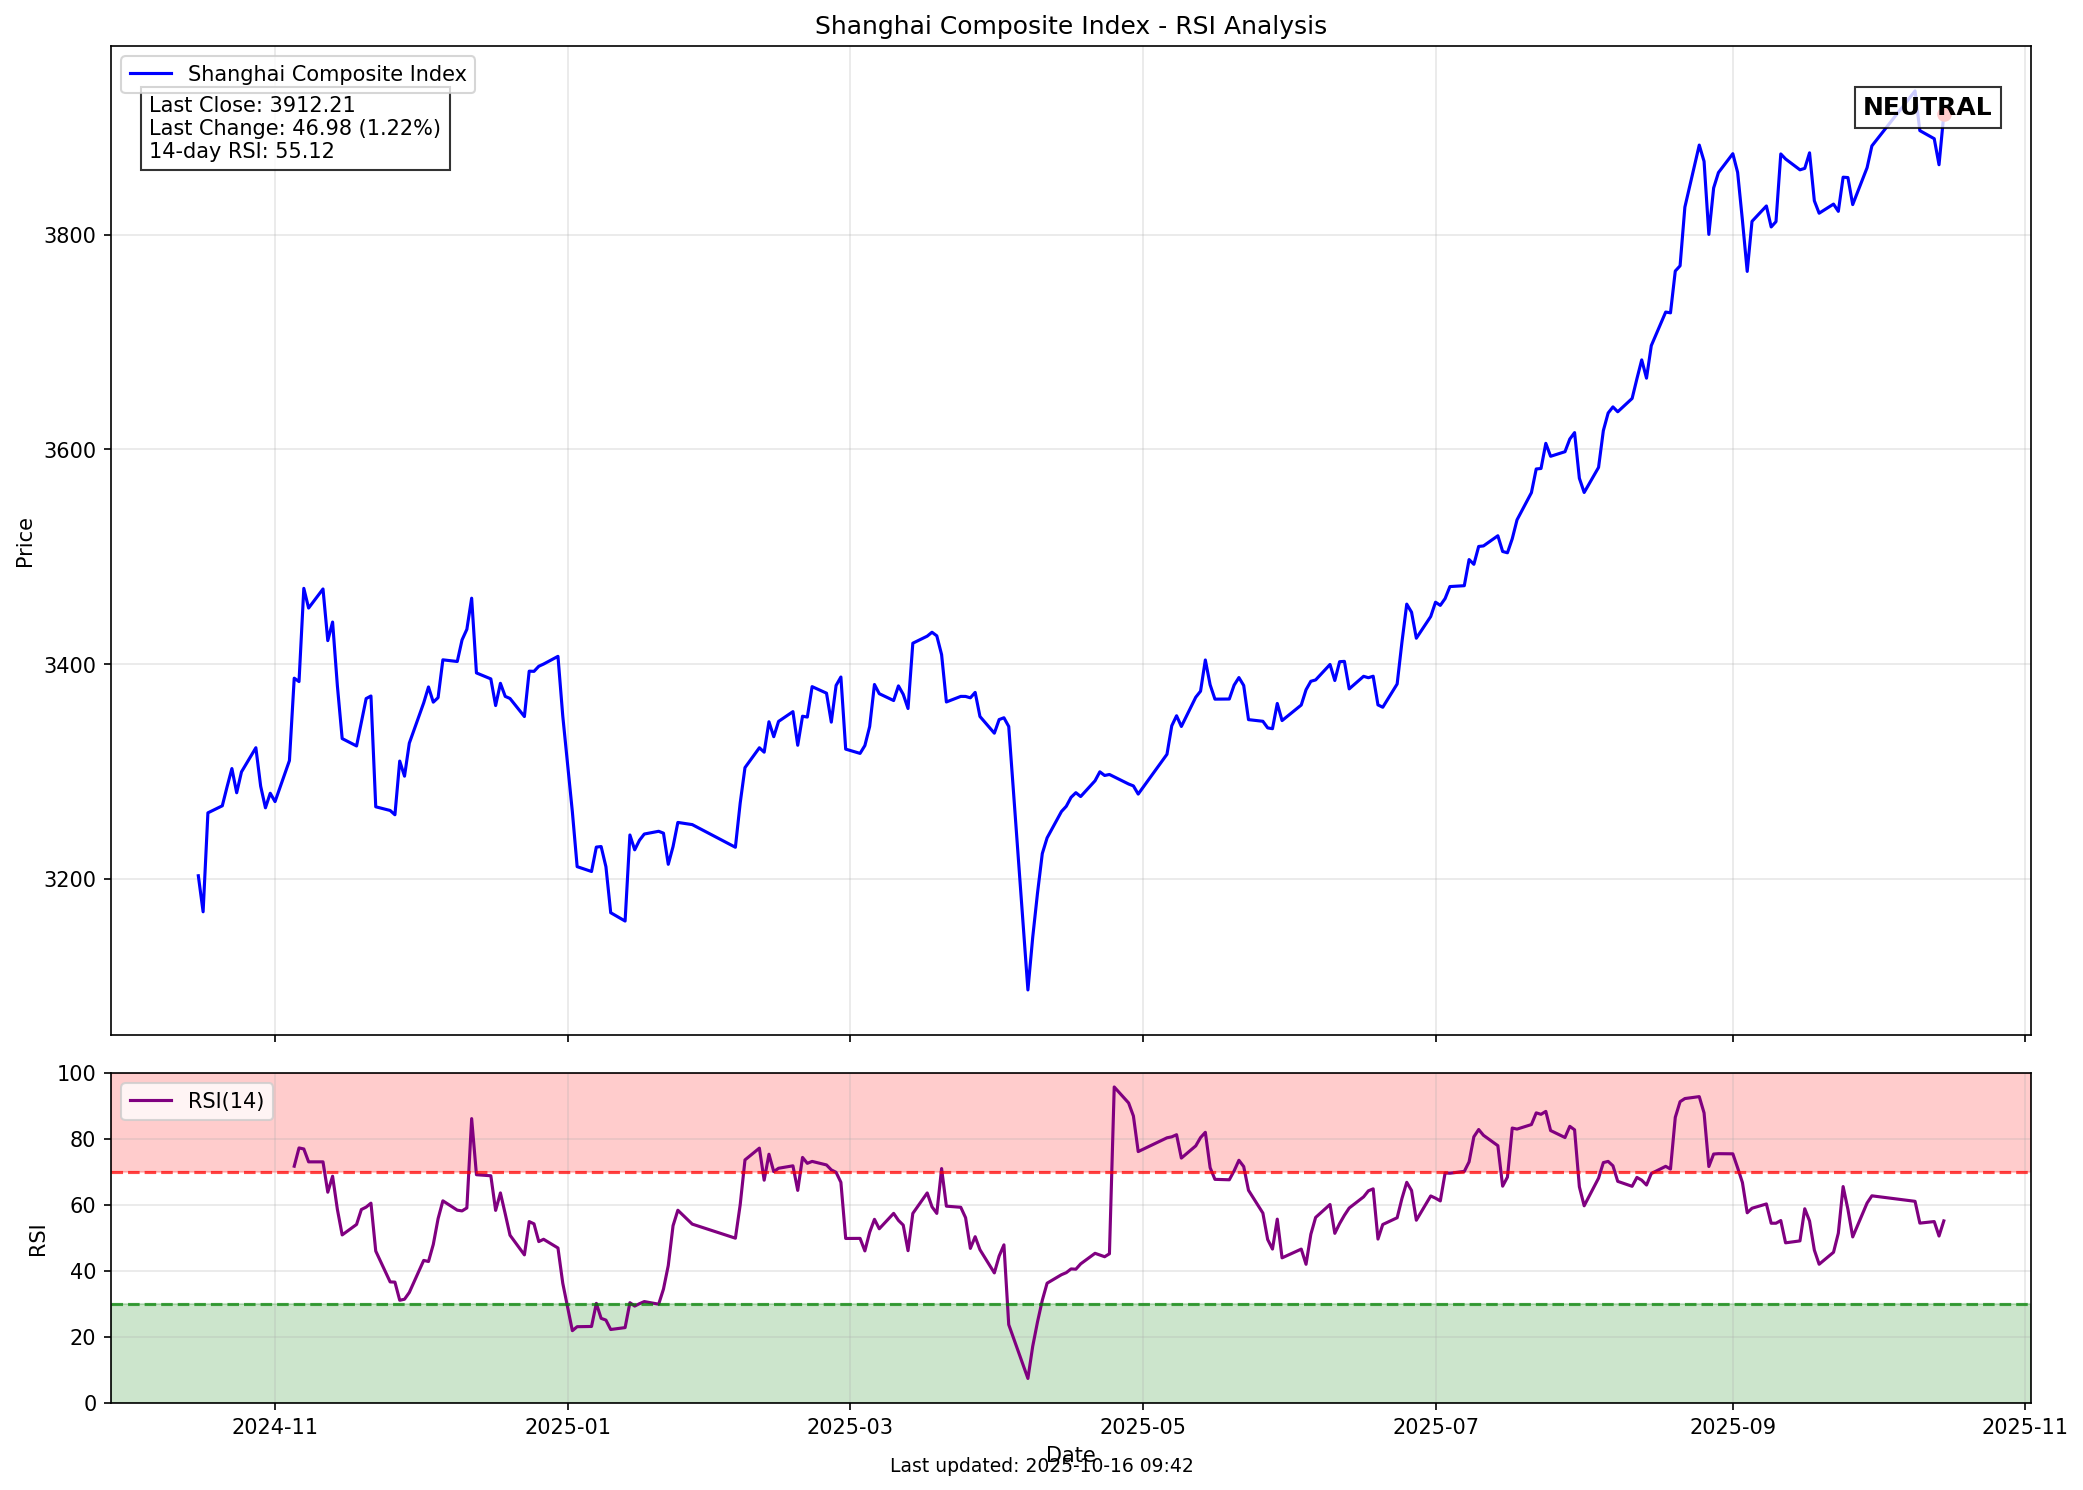 Shanghai Composite Index - RSI Analysis
Shanghai Composite Index
Last Close: 3912.21
Last Change: 46.98 (1.22%)
14-day RSI: 55.12
NEUTRAL
Price
3800
3600
3400
3200
RSI(14)
RSI
100
80
60
40
20
0
2024-11
2025-01
2025-03
2025-05
2025-07
2025-09
2025-11
Date
Last updated: 2025-10-16 09:42